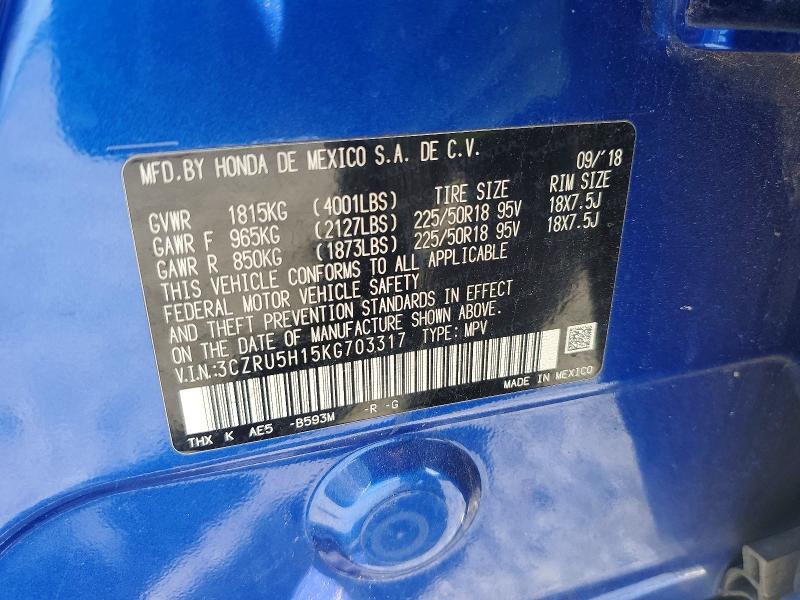 MFD.BY HONDA DE MEXICO S.A. DE C.V. 09/'18
TIRE SIZE RIM SIZE
GVWR 1815KG (4001LBS)
GAWR F 965KG (2127LBS) 225/50R18 95V 18X7.5J
GAWR R 850KG (1873LBS) 225/50R18 95V 18X7.5J
THIS VEHICLE CONFORMS TO ALL APPLICABLE
FEDERAL MOTOR VEHICLE SAFETY
AND THEFT PREVENTION STANDARDS IN EFFECT
ON THE DATE OF MANUFACTURE SHOWN ABOVE.
V.I.N.:3CZRU5H15KG703317 TYPE: MPV
MADE IN MEXICO
THX K AE5 -B593M -R -G